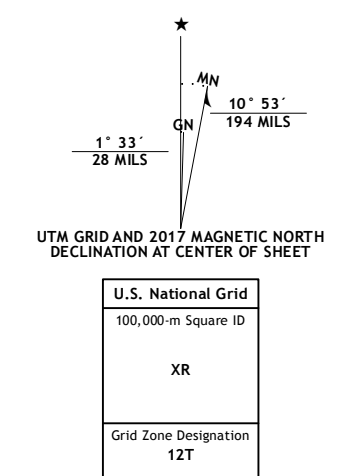 ★
MN
10° 53´
194 MILS
GN
1° 33´
28 MILS
UTM GRID AND 2017 MAGNETIC NORTH
DECLINATION AT CENTER OF SHEET
U.S. National Grid
100,000-m Square ID
XR
Grid Zone Designation
12T